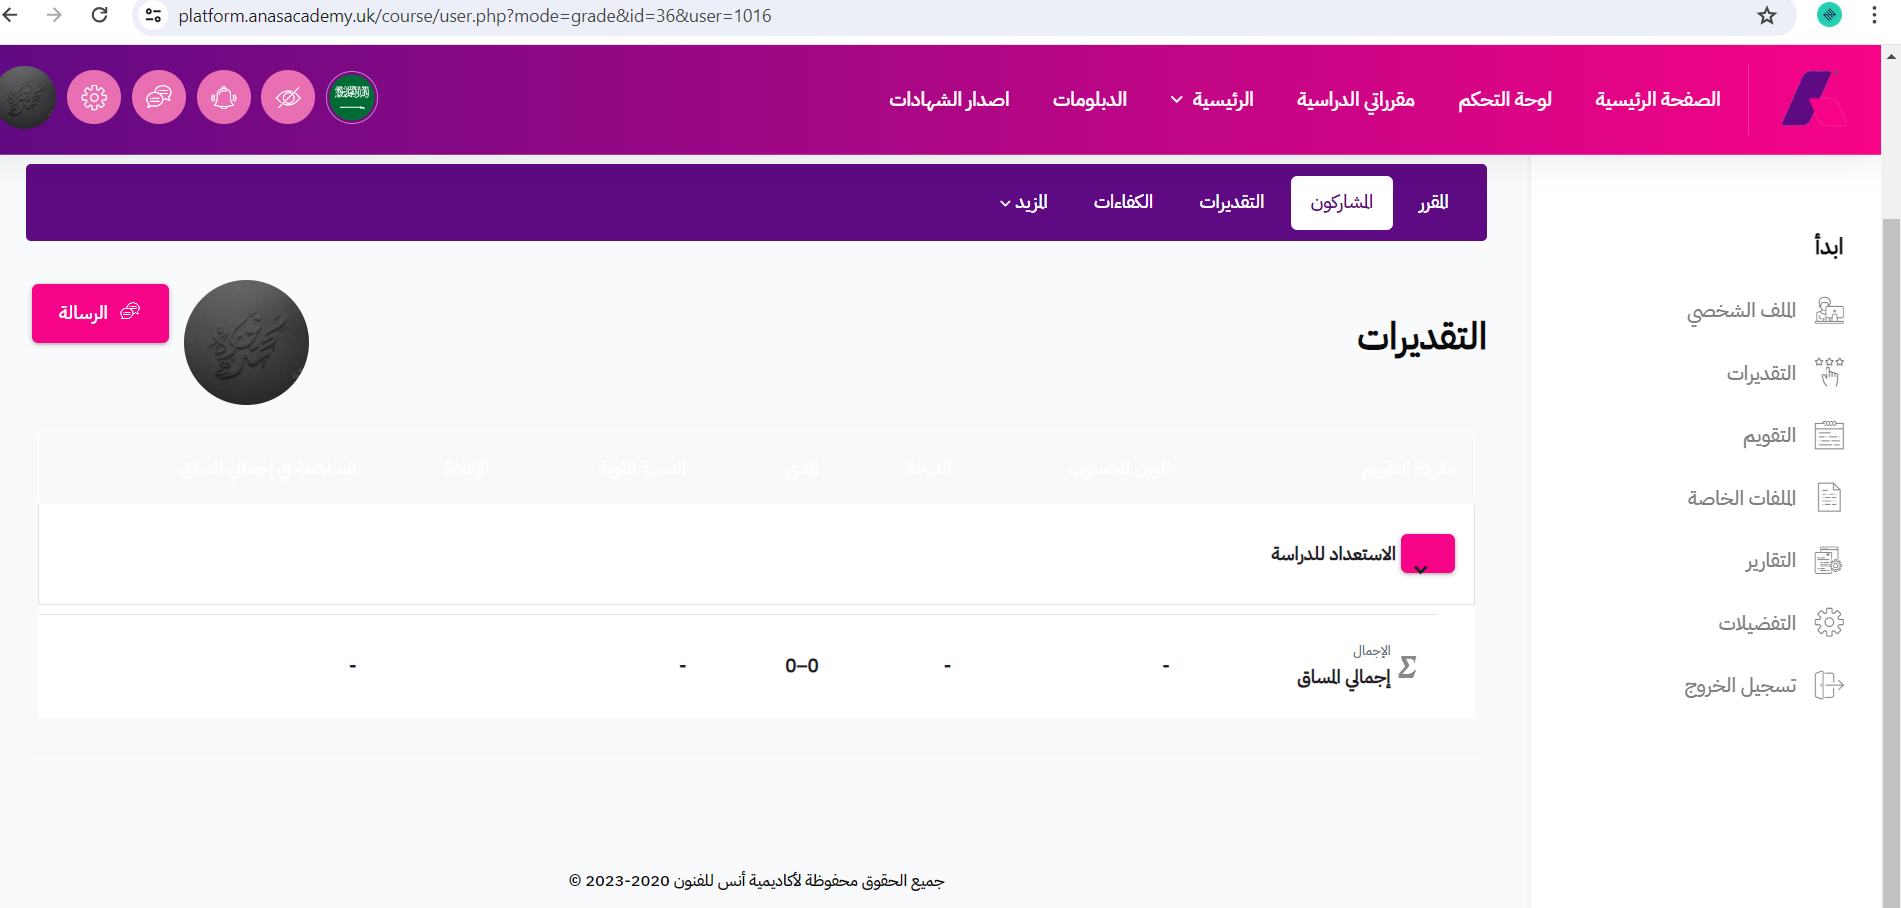 platform.anasacademy.uk/course/user.php?mode=grade&id=36&user=1016
الصفحة الرئيسية
لوحة التحكم
مقرراتي الدراسية
الرئيسية
الدبلومات
اصدار الشهادات
المقرر
المشاركون
التقديرات
الكفاءات
المزيد
ابدأ
الملف الشخصي
التقديرات
التقويم
الملفات الخاصة
التقارير
التفضيلات
تسجيل الخروج
التقديرات
الرسالة
مفردة التقييم الوزن المحسوب الدرجة المدى النسبة المئوية الإفادة المساهمة في إجمالي المساق
الاستعداد للدراسة
الإجمال
إجمالي المساق - - 0–0 - -
جميع الحقوق محفوظة لأكاديمية أنس للفنون 2020-2023 ©